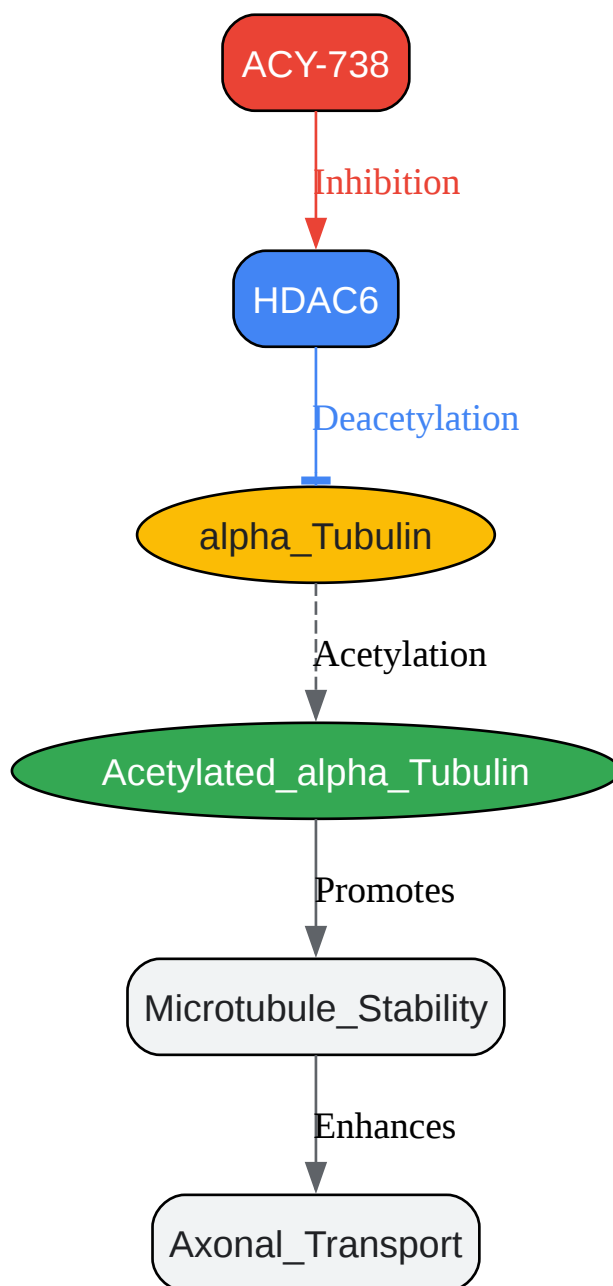 ACY-738
Inhibition
HDAC6
Deacetylation
alpha_Tubulin
Acetylation
Acetylated_alpha_Tubulin
Promotes
Microtubule_Stability
Enhances
Axonal_Transport